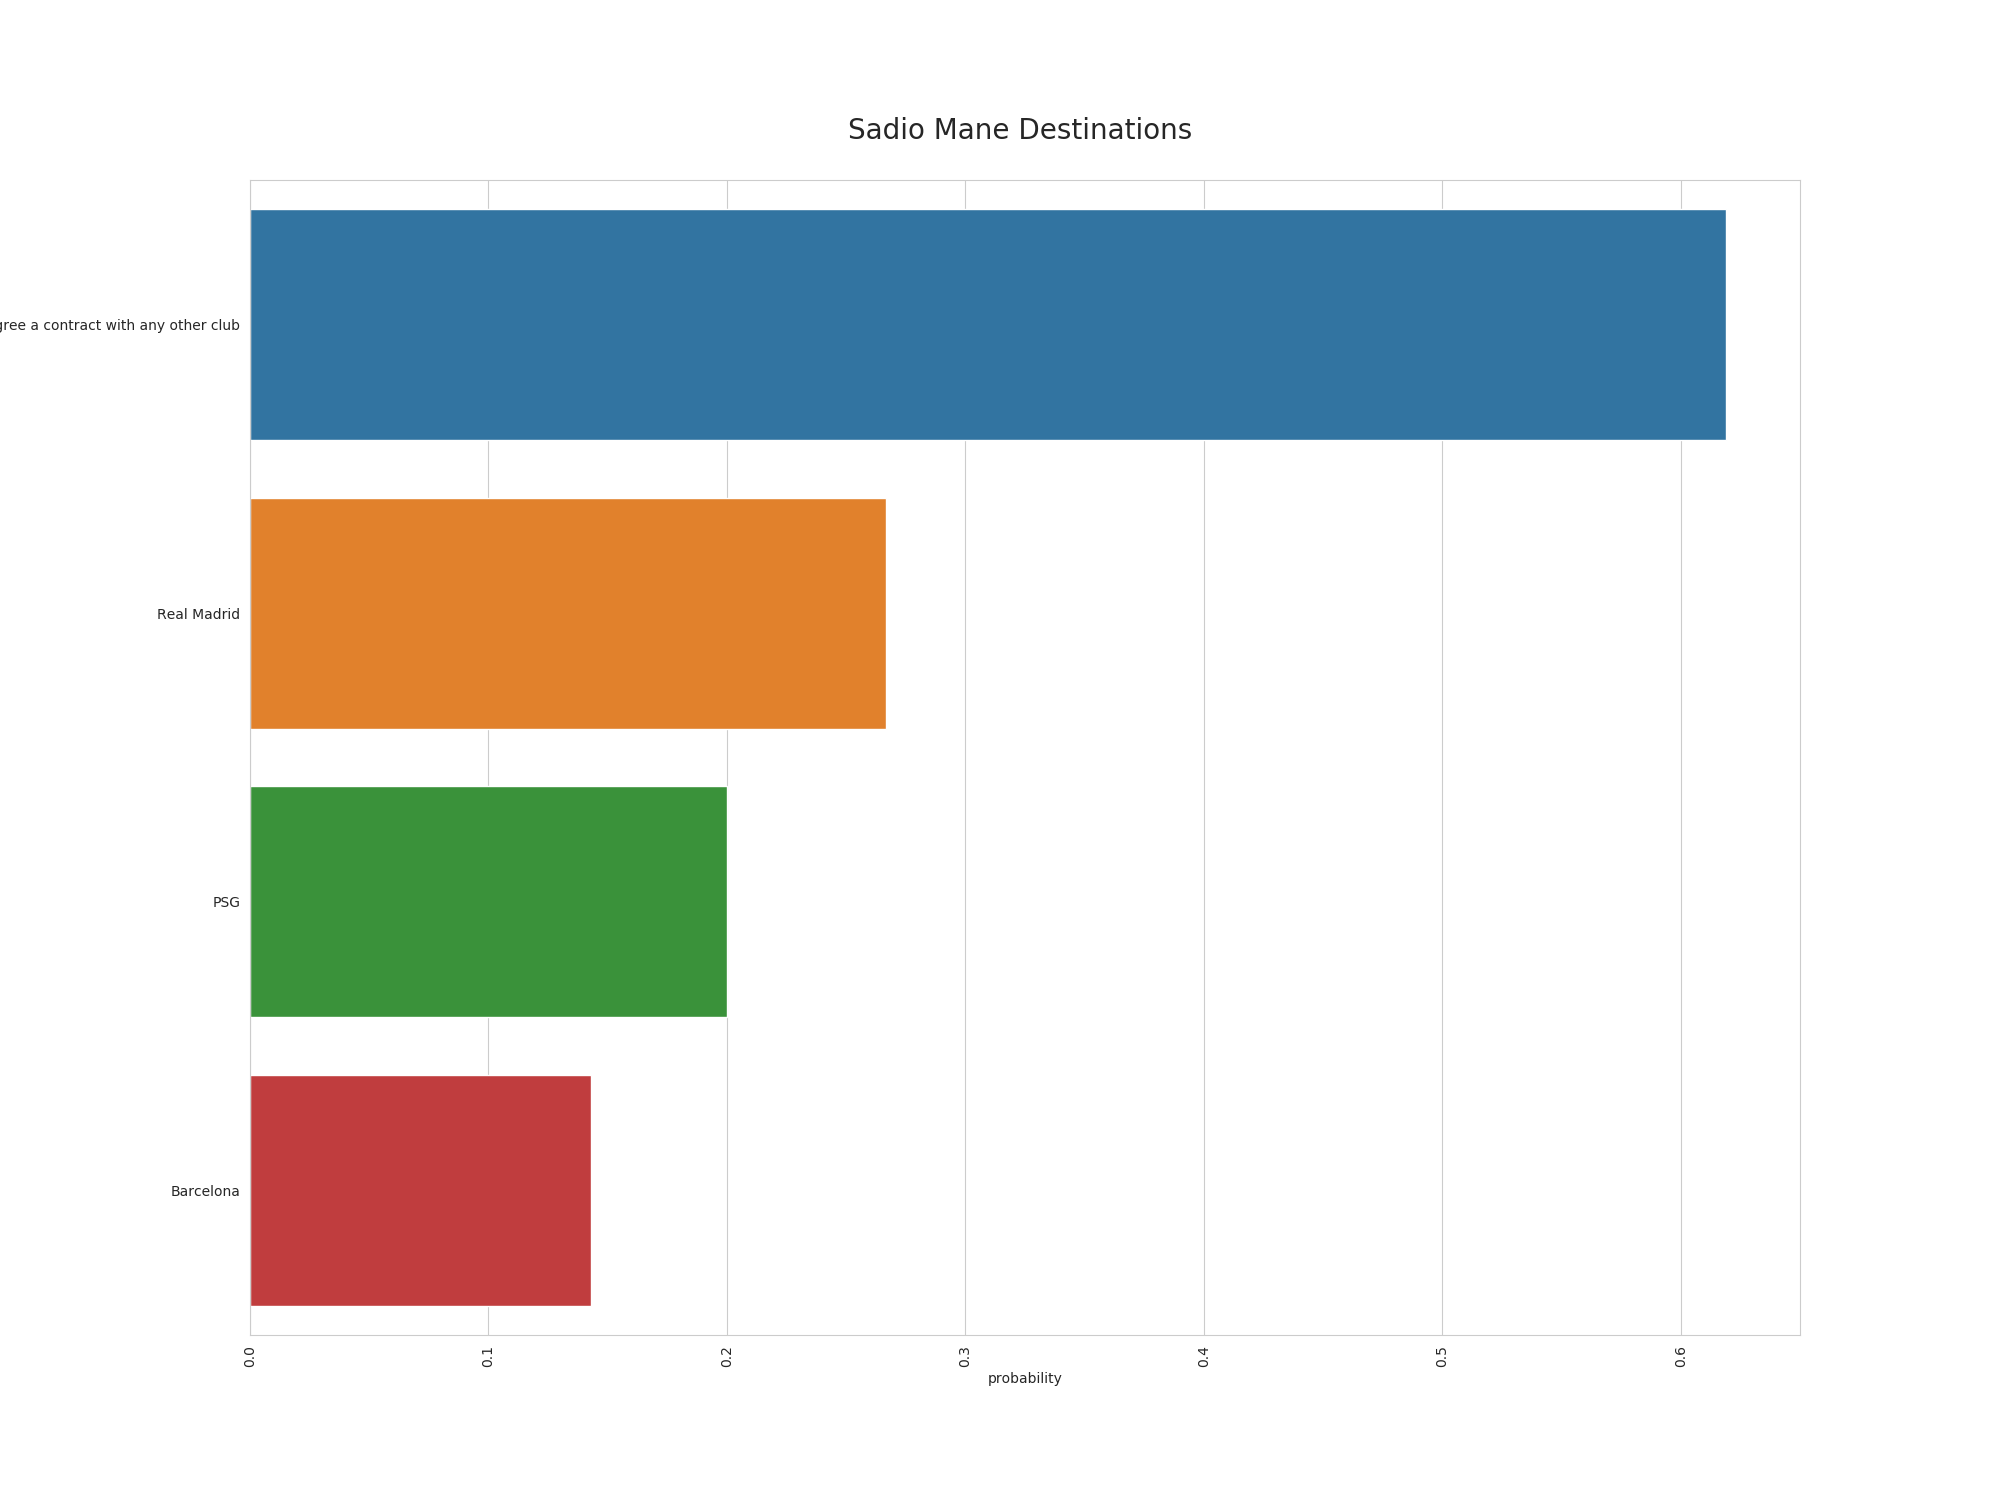 Sadio Mane Destinations
a contract with any other club
Real Madrid
PSG
Barcelona
0.0
0.1
0.2
0.3
0.4
0.5
0.6
probability